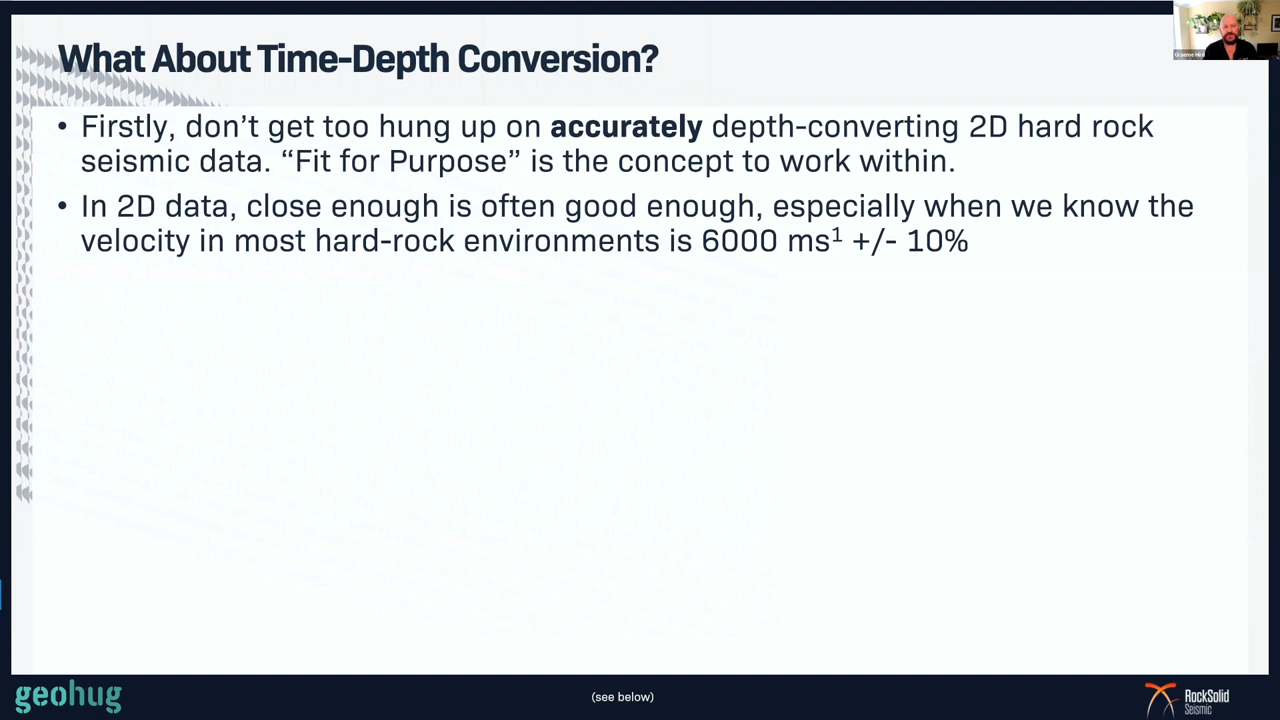 What About Time-Depth Conversion?
• Firstly, don't get too hung up on accurately depth-converting 2D hard rock
seismic data. “Fit for Purpose” is the concept to work within.
• In 2D data, close enough is often good enough, especially when we know the
velocity in most hard-rock environments is 6000 ms¹ +/- 10%
geohug
(see below)
RockSolid
Seismic